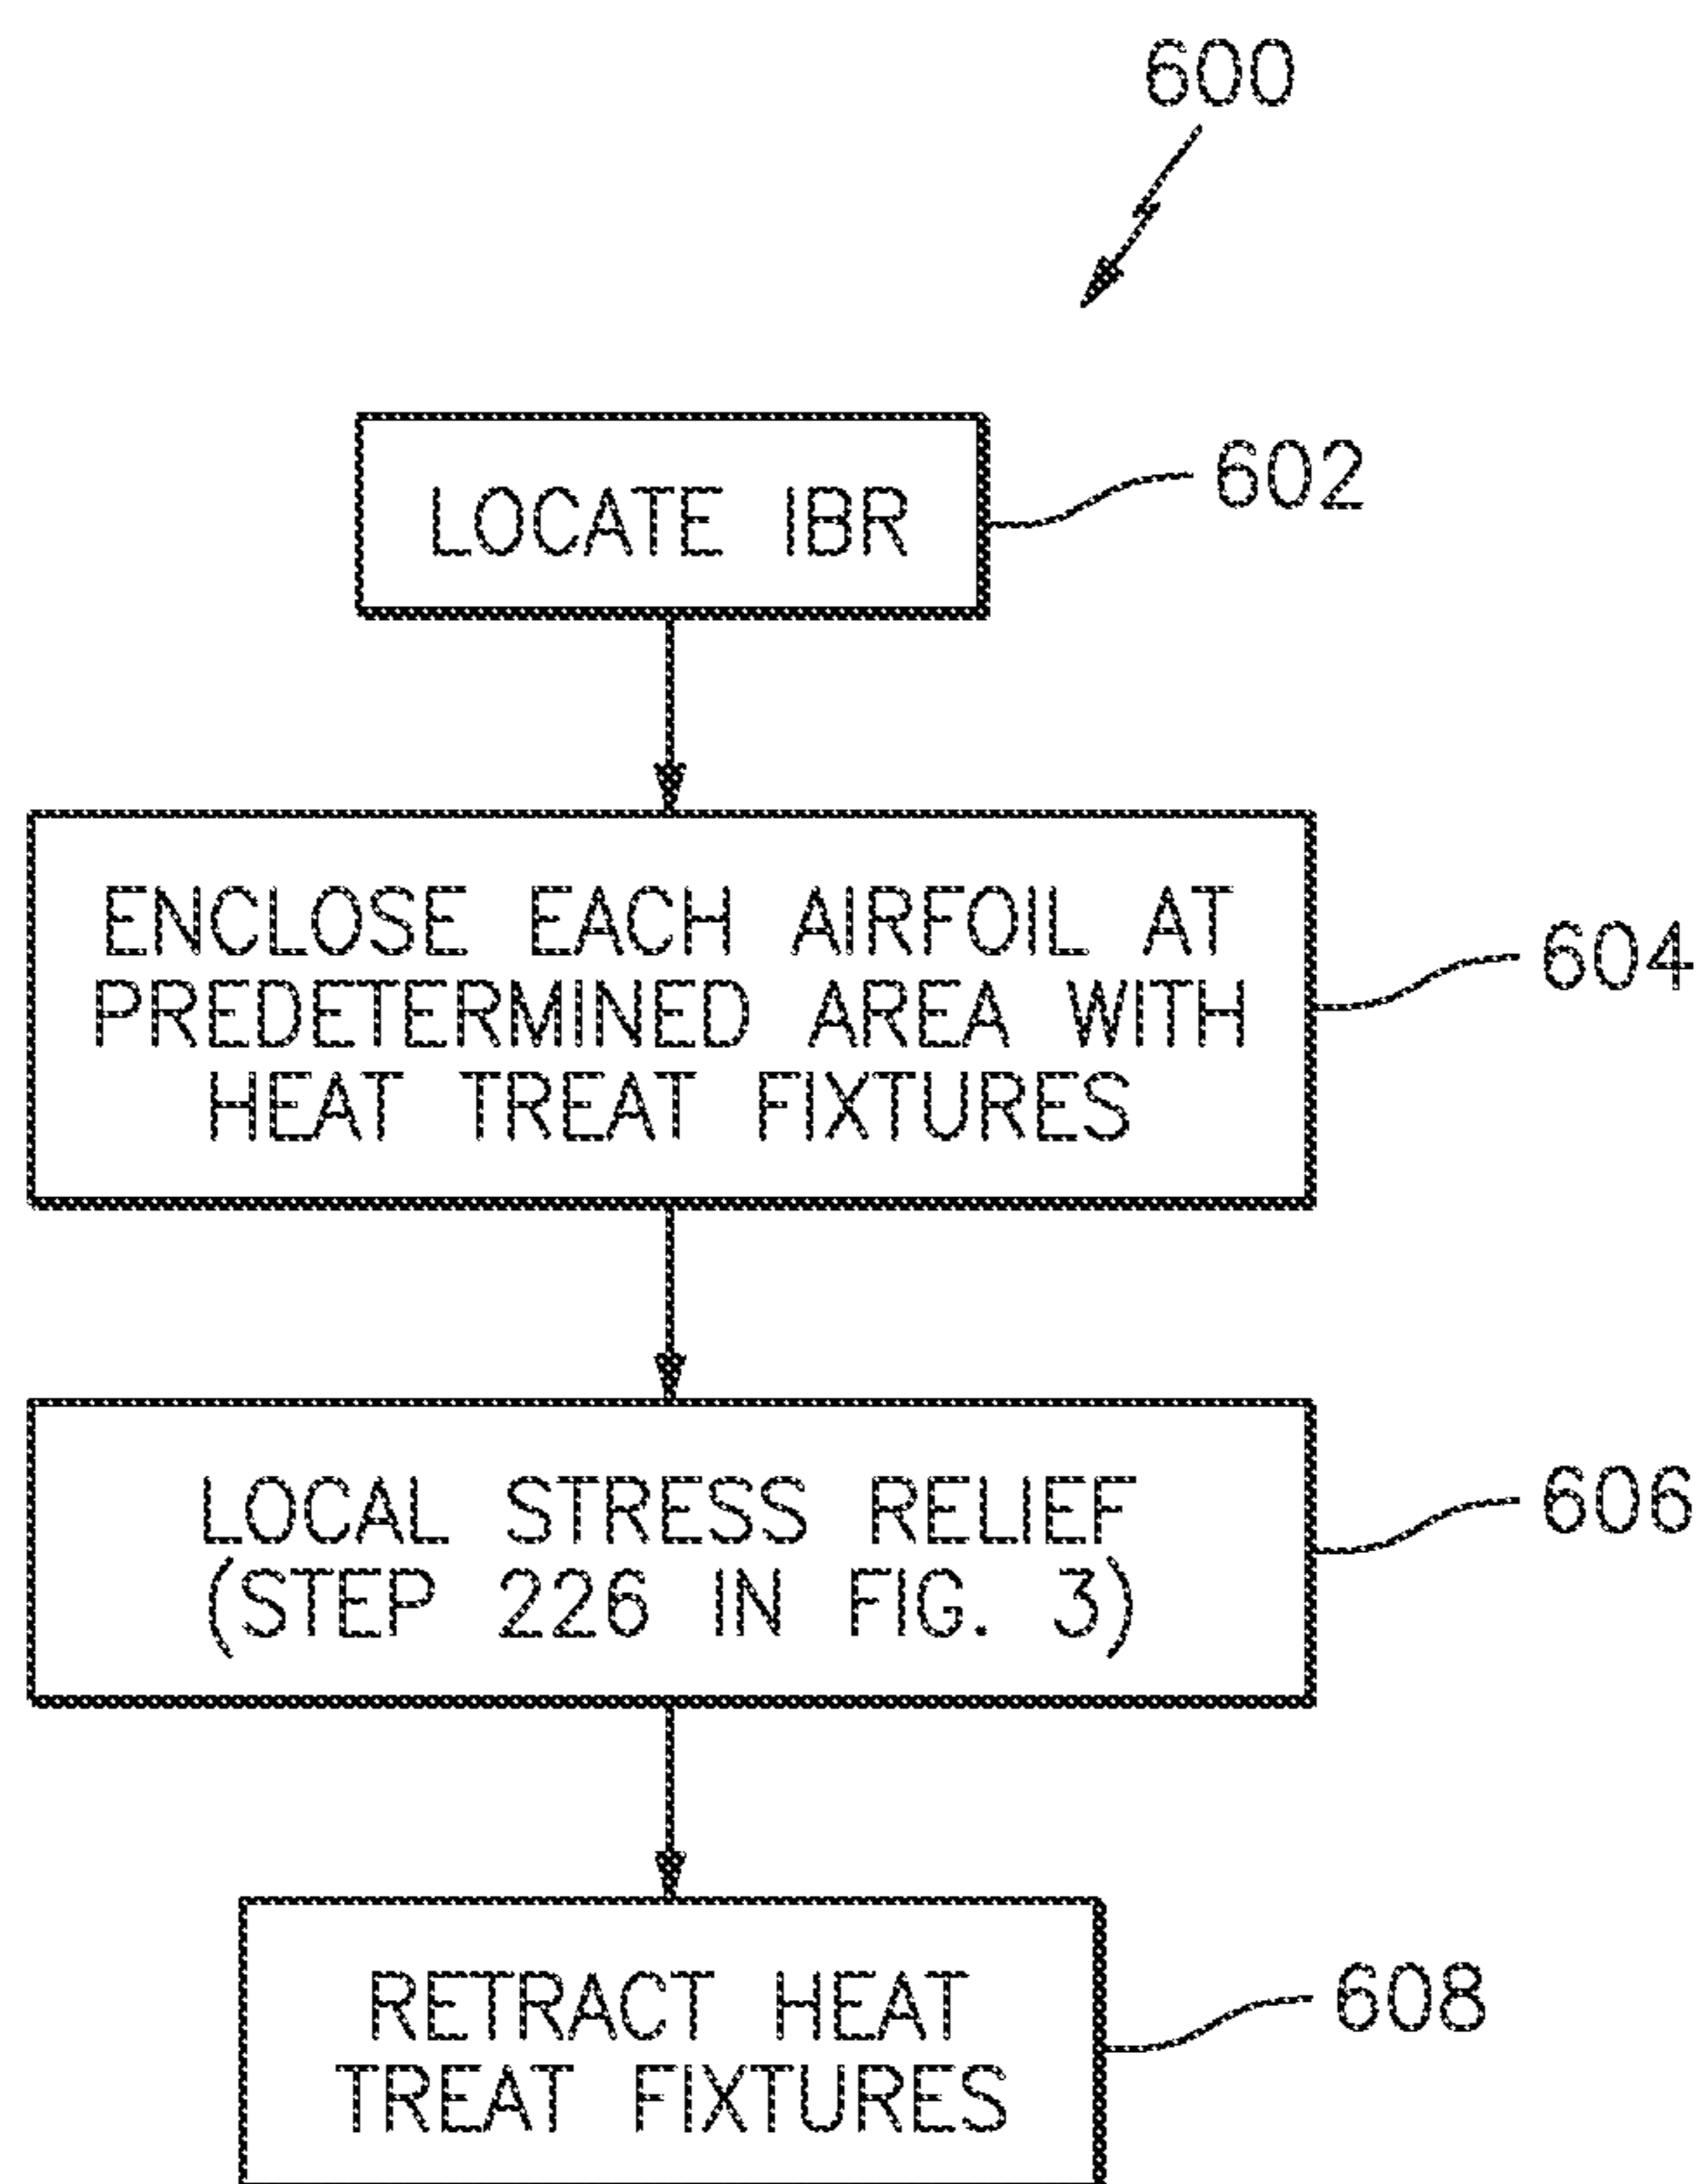 600
LOCATE IBR
602
ENCLOSE EACH AIRFOIL AT
PREDETERMINED AREA WITH
HEAT TREAT FIXTURES
604
LOCAL STRESS RELIEF
(STEP 226 IN FIG. 3)
606
RETRACT HEAT
TREAT FIXTURES
608